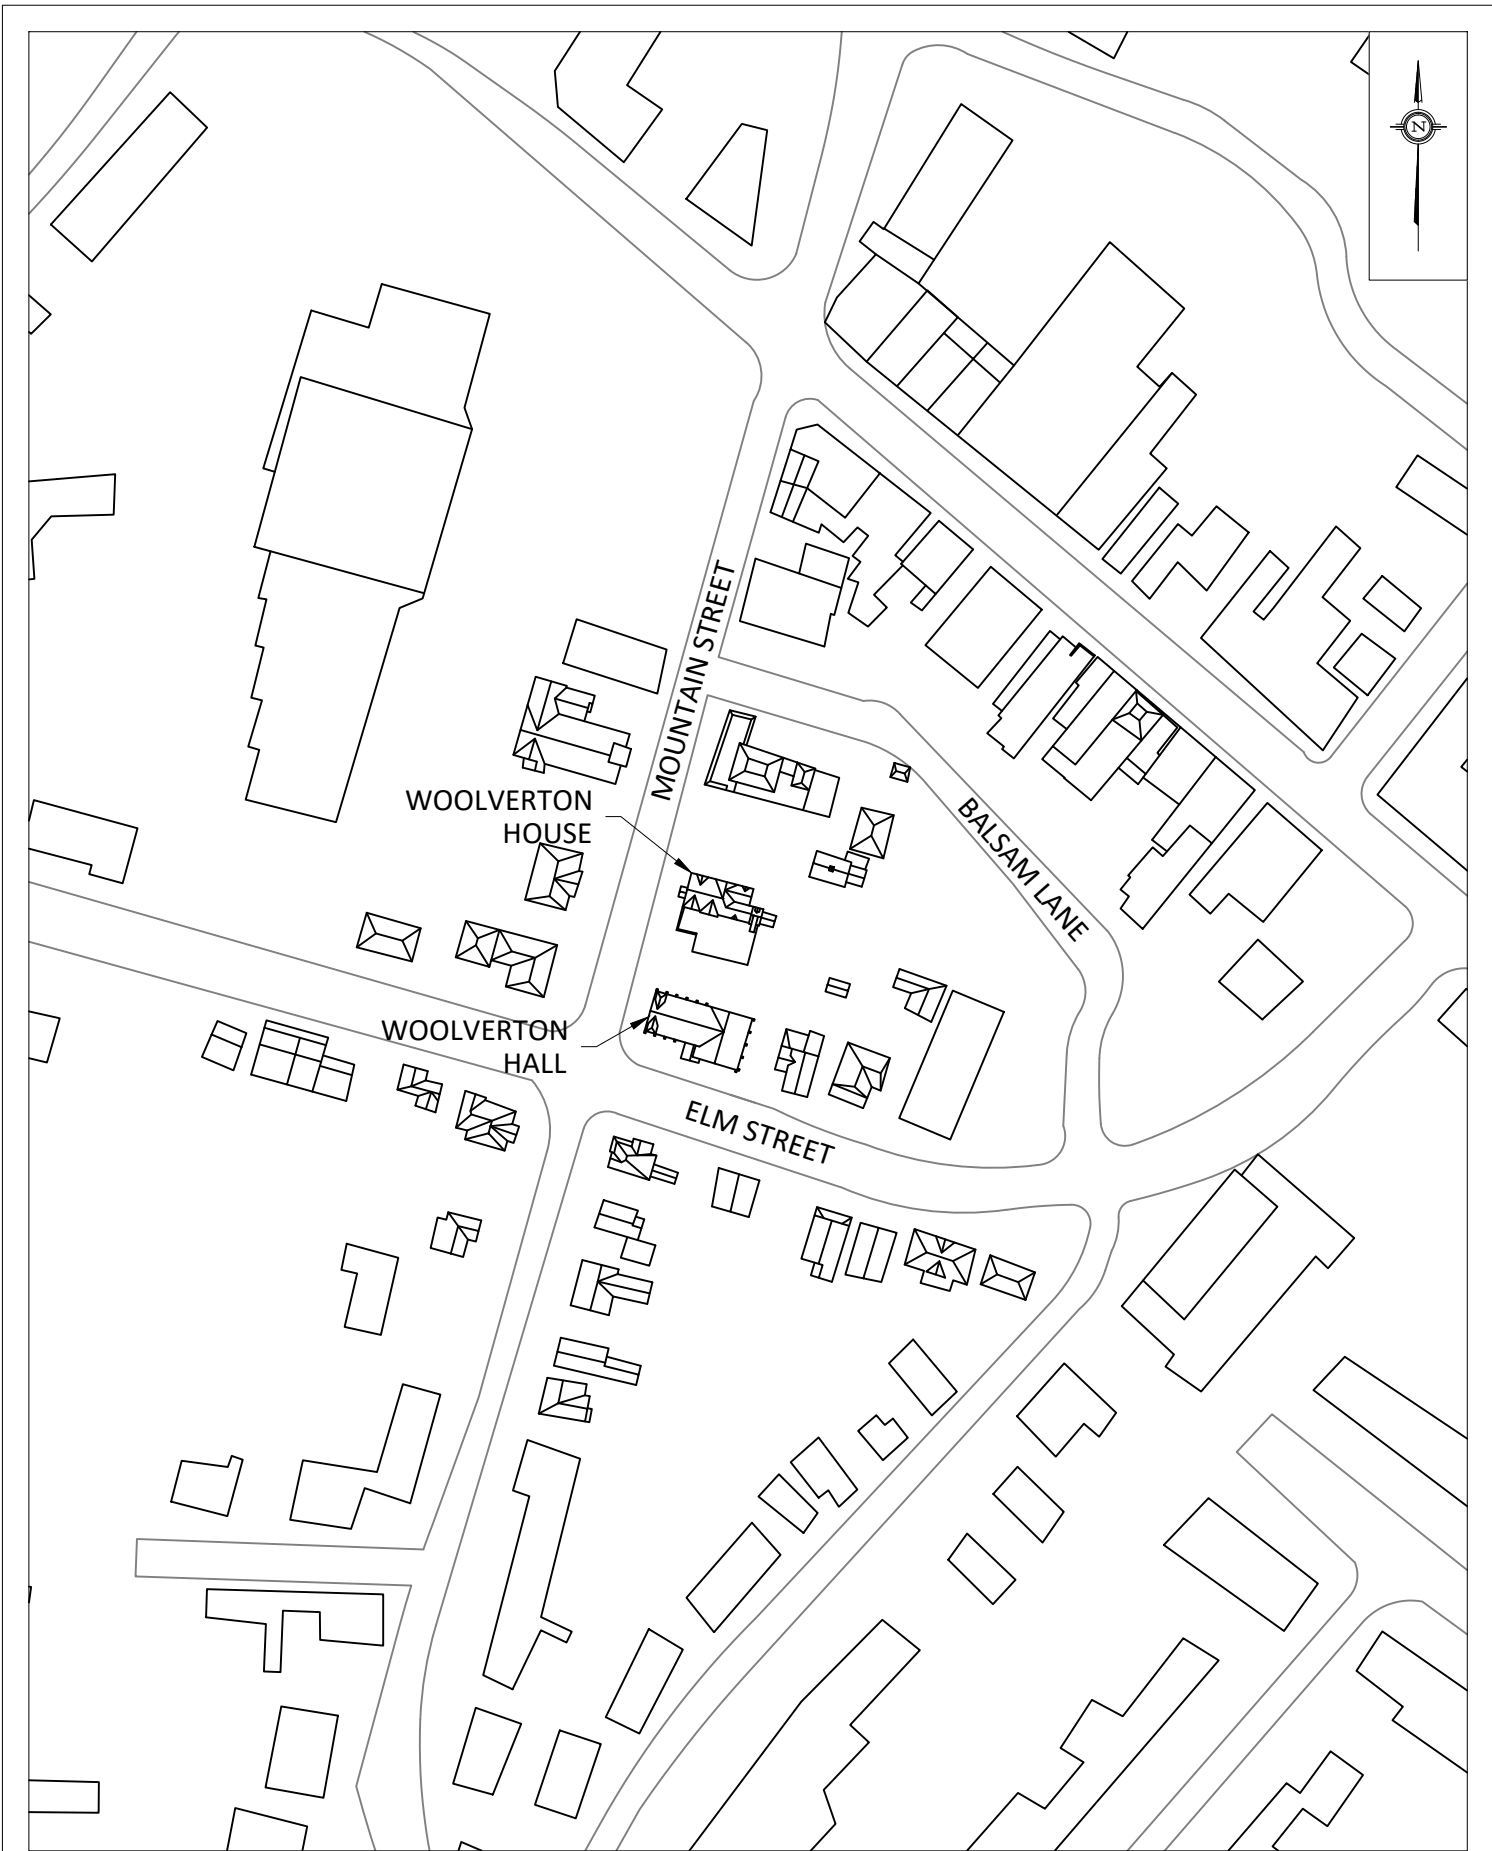 N
MOUNTAIN STREET
WOOLVERTON
HOUSE
BALSAM LANE
WOOLVERTON
HALL
ELM STREET